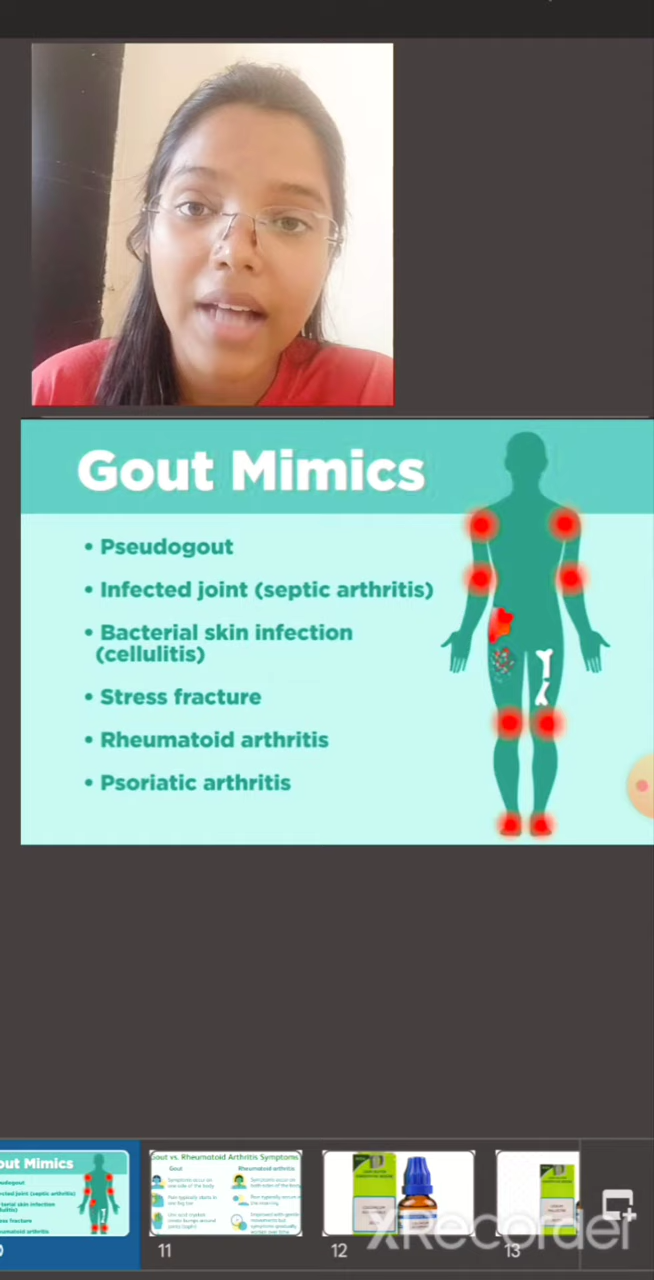 Gout Mimics
• Pseudogout
• Infected joint (septic arthritis)
• Bacterial skin infection
(cellulitis)
• Stress fracture
• Rheumatoid arthritis
• Psoriatic arthritis
out Mimics
Gout vs. Rheumatoid Arthritis Symptoms
Gout
Rheumatoid arthritis
11
12
13
XRecorder